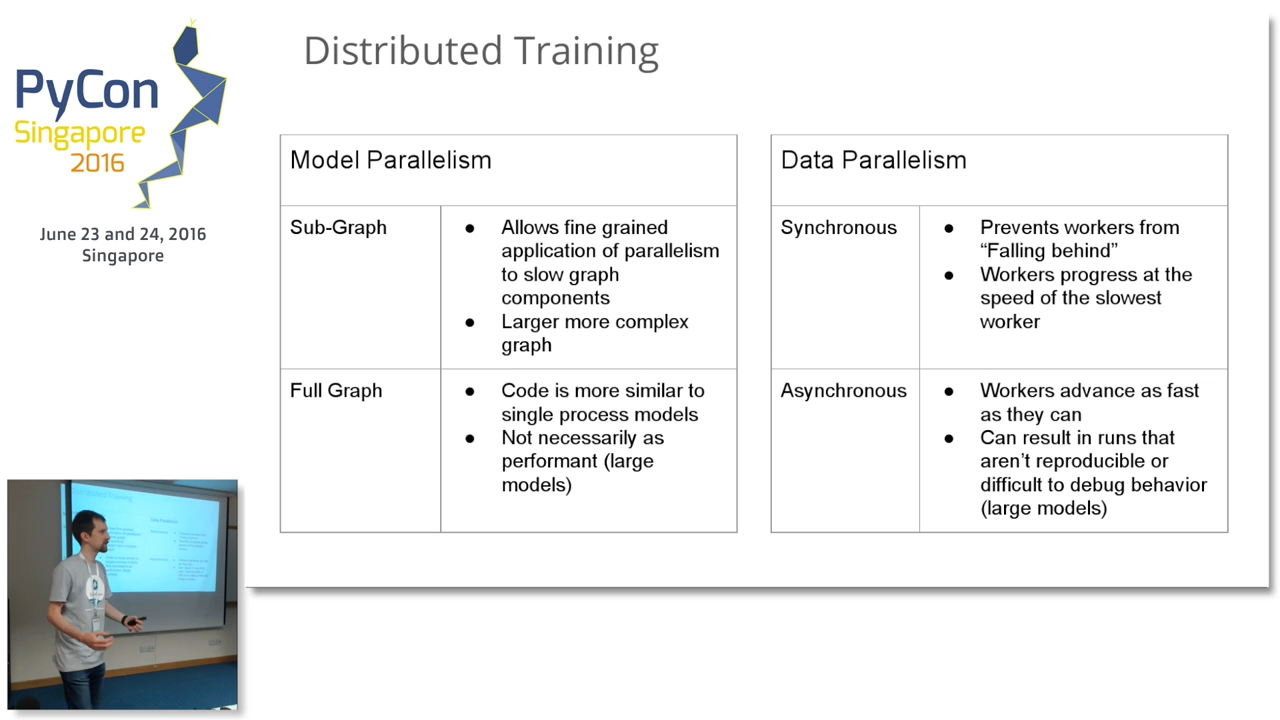 PyCon
Singapore
2016
June 23 and 24, 2016
Singapore
Distributed Training
Model Parallelism
Sub-Graph
● Allows fine grained
application of parallelism
to slow graph
components
● Larger more complex
graph
Full Graph
● Code is more similar to
single process models
● Not necessarily as
performant (large
models)
Data Parallelism
Synchronous
● Prevents workers from
“Falling behind”
● Workers progress at the
speed of the slowest
worker
Asynchronous
● Workers advance as fast
as they can
● Can result in runs that
aren’t reproducible or
difficult to debug behavior
(large models)